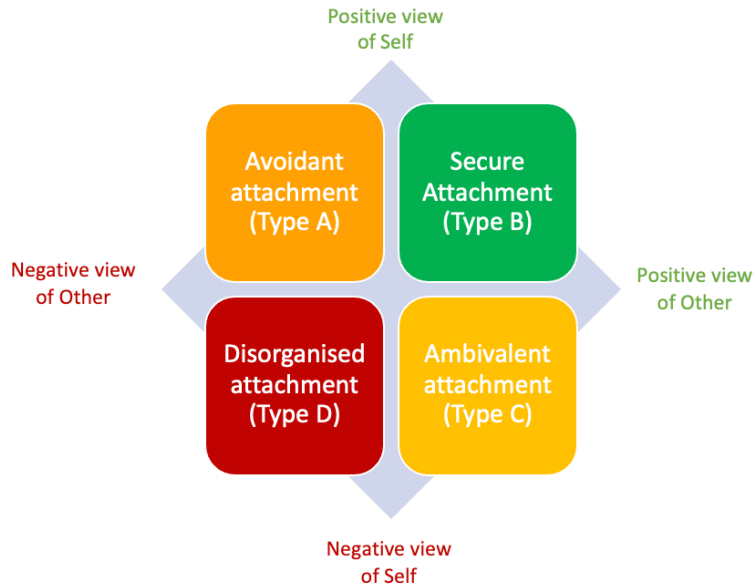 Positive view
of Self
Avoidant
attachment
(Type A)
Secure
Attachment
(Type B)
Negative view
of Other
Positive view
of Other
Disorganised
attachment
(Type D)
Ambivalent
attachment
(Type C)
Negative view
of Self